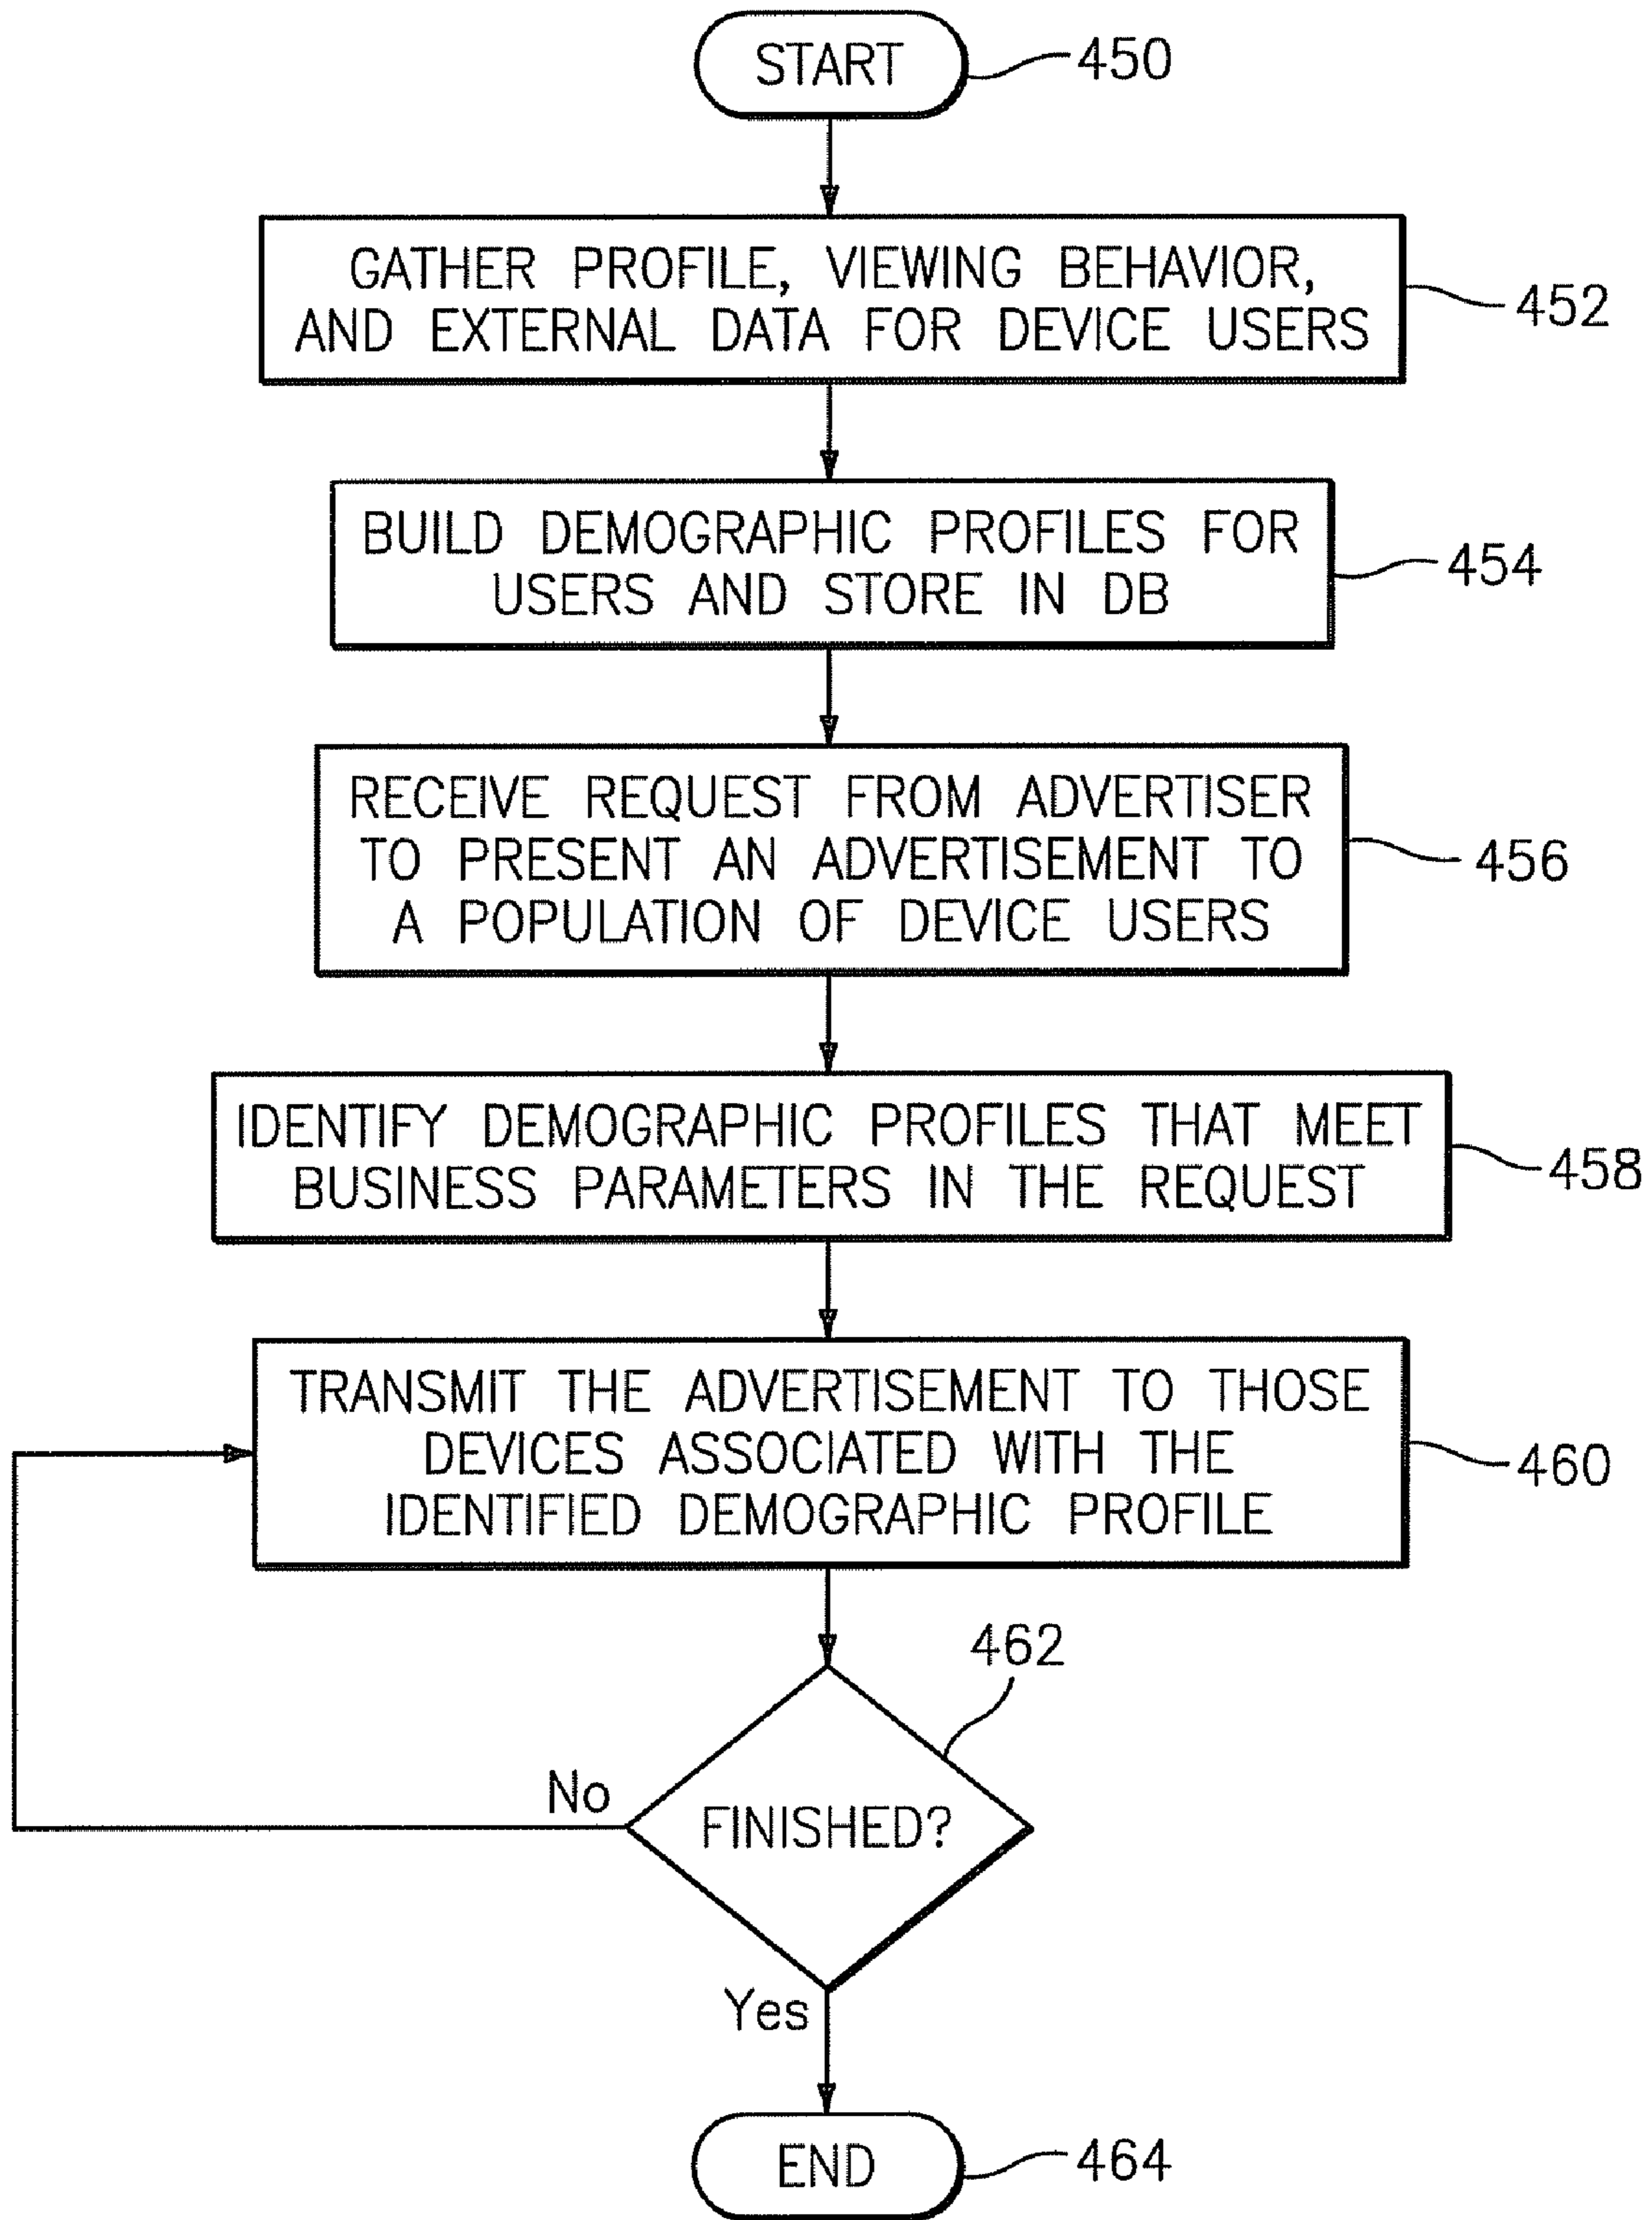 START
450
GATHER PROFILE, VIEWING BEHAVIOR,
AND EXTERNAL DATA FOR DEVICE USERS
452
BUILD DEMOGRAPHIC PROFILES FOR
USERS AND STORE IN DB
454
RECEIVE REQUEST FROM ADVERTISER
TO PRESENT AN ADVERTISEMENT TO
A POPULATION OF DEVICE USERS
456
IDENTIFY DEMOGRAPHIC PROFILES THAT MEET
BUSINESS PARAMETERS IN THE REQUEST
458
TRANSMIT THE ADVERTISEMENT TO THOSE
DEVICES ASSOCIATED WITH THE
IDENTIFIED DEMOGRAPHIC PROFILE
460
462
No
FINISHED?
Yes
END
464